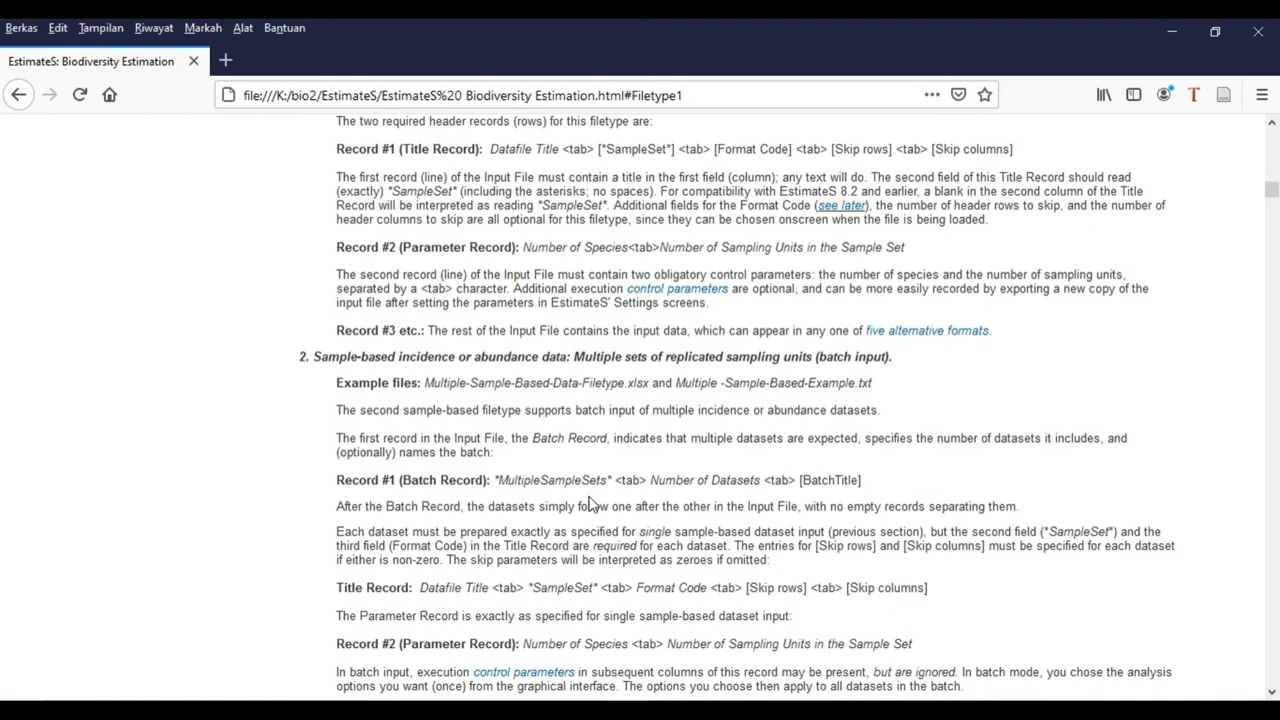 Berkas Edit Tampilan Riwayat Markah Alat Bantuan
EstimateS: Biodiversity Estimation
file:///K:/bio2/EstimateS/EstimateS%20 Biodiversity Estimation.html#Filetype1
The two required header records (rows) for this filetype are:
Record #1 (Title Record): Datafile Title <tab> [*SampleSet*] <tab> [Format Code] <tab> [Skip rows] <tab> [Skip columns]
The first record (line) of the Input File must contain a title in the first field (column); any text will do. The second field of this Title Record should read
(exactly) *SampleSet* (including the asterisks; no spaces). For compatibility with EstimateS 8.2 and earlier, a blank in the second column of the Title
Record will be interpreted as reading *SampleSet*. Additional fields for the Format Code (see later), the number of header rows to skip, and the number of
header columns to skip are all optional for this filetype, since they can be chosen onscreen when the file is being loaded.
Record #2 (Parameter Record): Number of Species<tab>Number of Sampling Units in the Sample Set
The second record (line) of the Input File must contain two obligatory control parameters: the number of species and the number of sampling units,
separated by a <tab> character. Additional execution control parameters are optional, and can be more easily recorded by exporting a new copy of the
input file after setting the parameters in EstimateS' Settings screens.
Record #3 etc.: The rest of the Input File contains the input data, which can appear in any one of five alternative formats.
2. Sample-based incidence or abundance data: Multiple sets of replicated sampling units (batch input).
Example files: Multiple-Sample-Based-Data-Filetype.xlsx and Multiple -Sample-Based-Example.txt
The second sample-based filetype supports batch input of multiple incidence or abundance datasets.
The first record in the Input File, the Batch Record, indicates that multiple datasets are expected, specifies the number of datasets it includes, and
(optionally) names the batch:
Record #1 (Batch Record): *MultipleSampleSets* <tab> Number of Datasets <tab> [BatchTitle]
After the Batch Record, the datasets simply follow one after the other in the Input File, with no empty records separating them.
Each dataset must be prepared exactly as specified for single sample-based dataset input (previous section), but the second field (*SampleSet*) and the
third field (Format Code) in the Title Record are required for each dataset. The entries for [Skip rows] and [Skip columns] must be specified for each dataset
if either is non-zero. The skip parameters will be interpreted as zeroes if omitted:
Title Record: Datafile Title <tab> *SampleSet* <tab> Format Code <tab> [Skip rows] <tab> [Skip columns]
The Parameter Record is exactly as specified for single sample-based dataset input:
Record #2 (Parameter Record): Number of Species <tab> Number of Sampling Units in the Sample Set
In batch input, execution control parameters in subsequent columns of this record may be present, but are ignored. In batch mode, you chose the analysis
options you want (once) from the graphical interface. The options you choose then apply to all datasets in the batch.